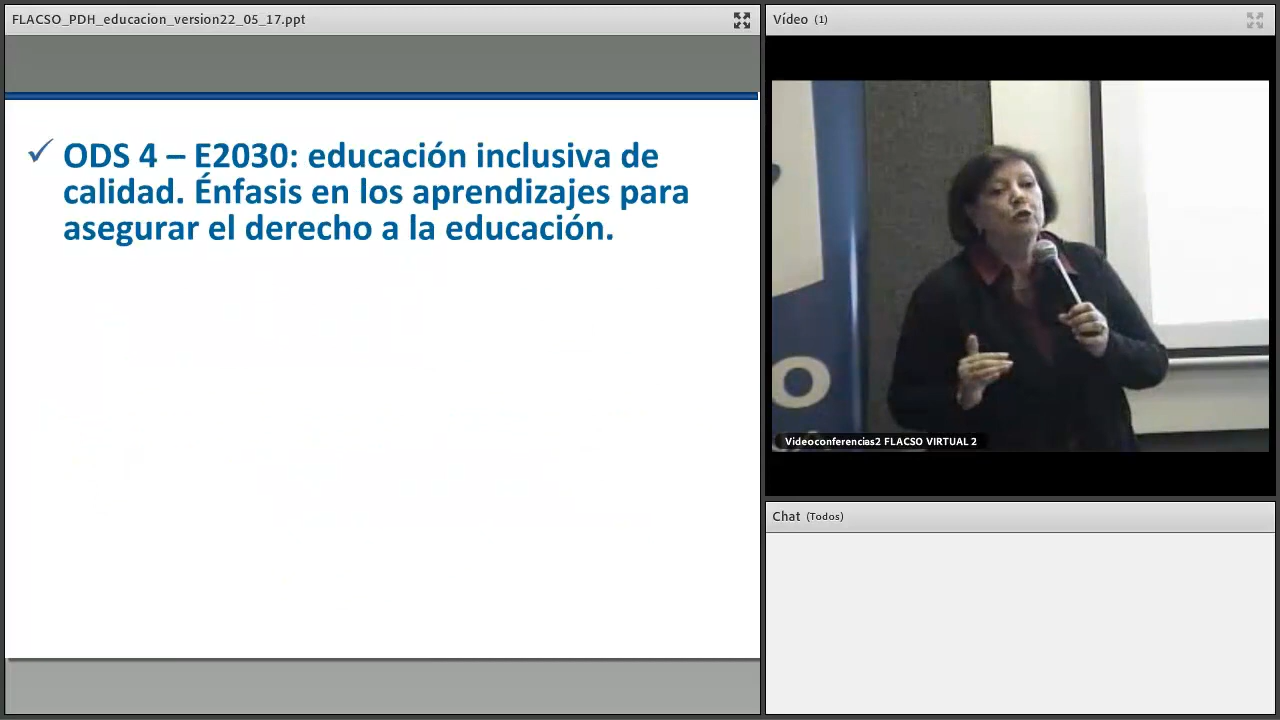 FLACSO_PDH_educacion_version22_05_17.ppt
✓ ODS 4 – E2030: educación inclusiva de
calidad. Énfasis en los aprendizajes para
asegurar el derecho a la educación.
Vídeo (1)
O
Videoconferencias2 FLACSO VIRTUAL 2
Chat (Todos)